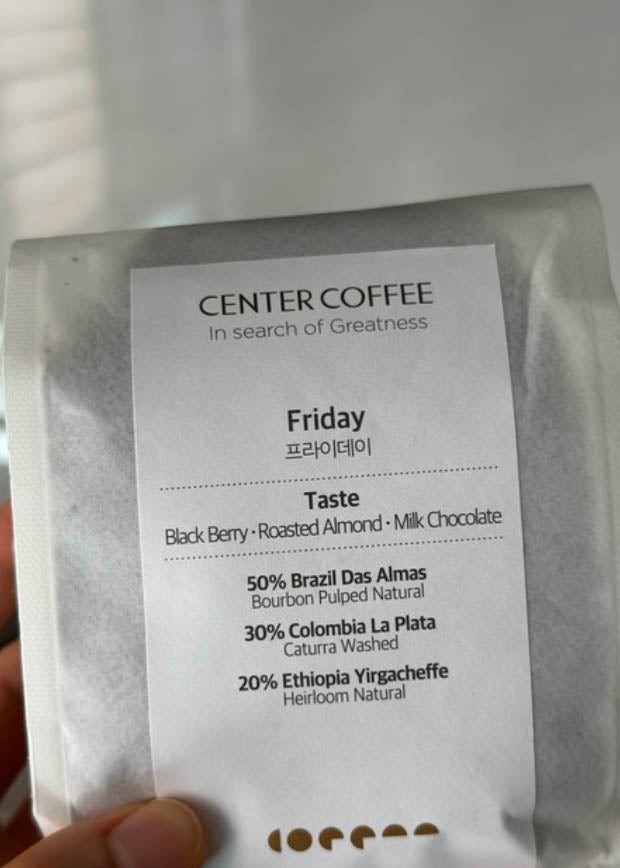 CENTER COFFEE
In search of Greatness
Friday
프라이데이
Taste
Black Berry · Roasted Almond · Milk Chocolate
50% Brazil Das Almas
Bourbon Pulped Natural
30% Colombia La Plata
Caturra Washed
20% Ethiopia Yirgacheffe
Heirloom Natural